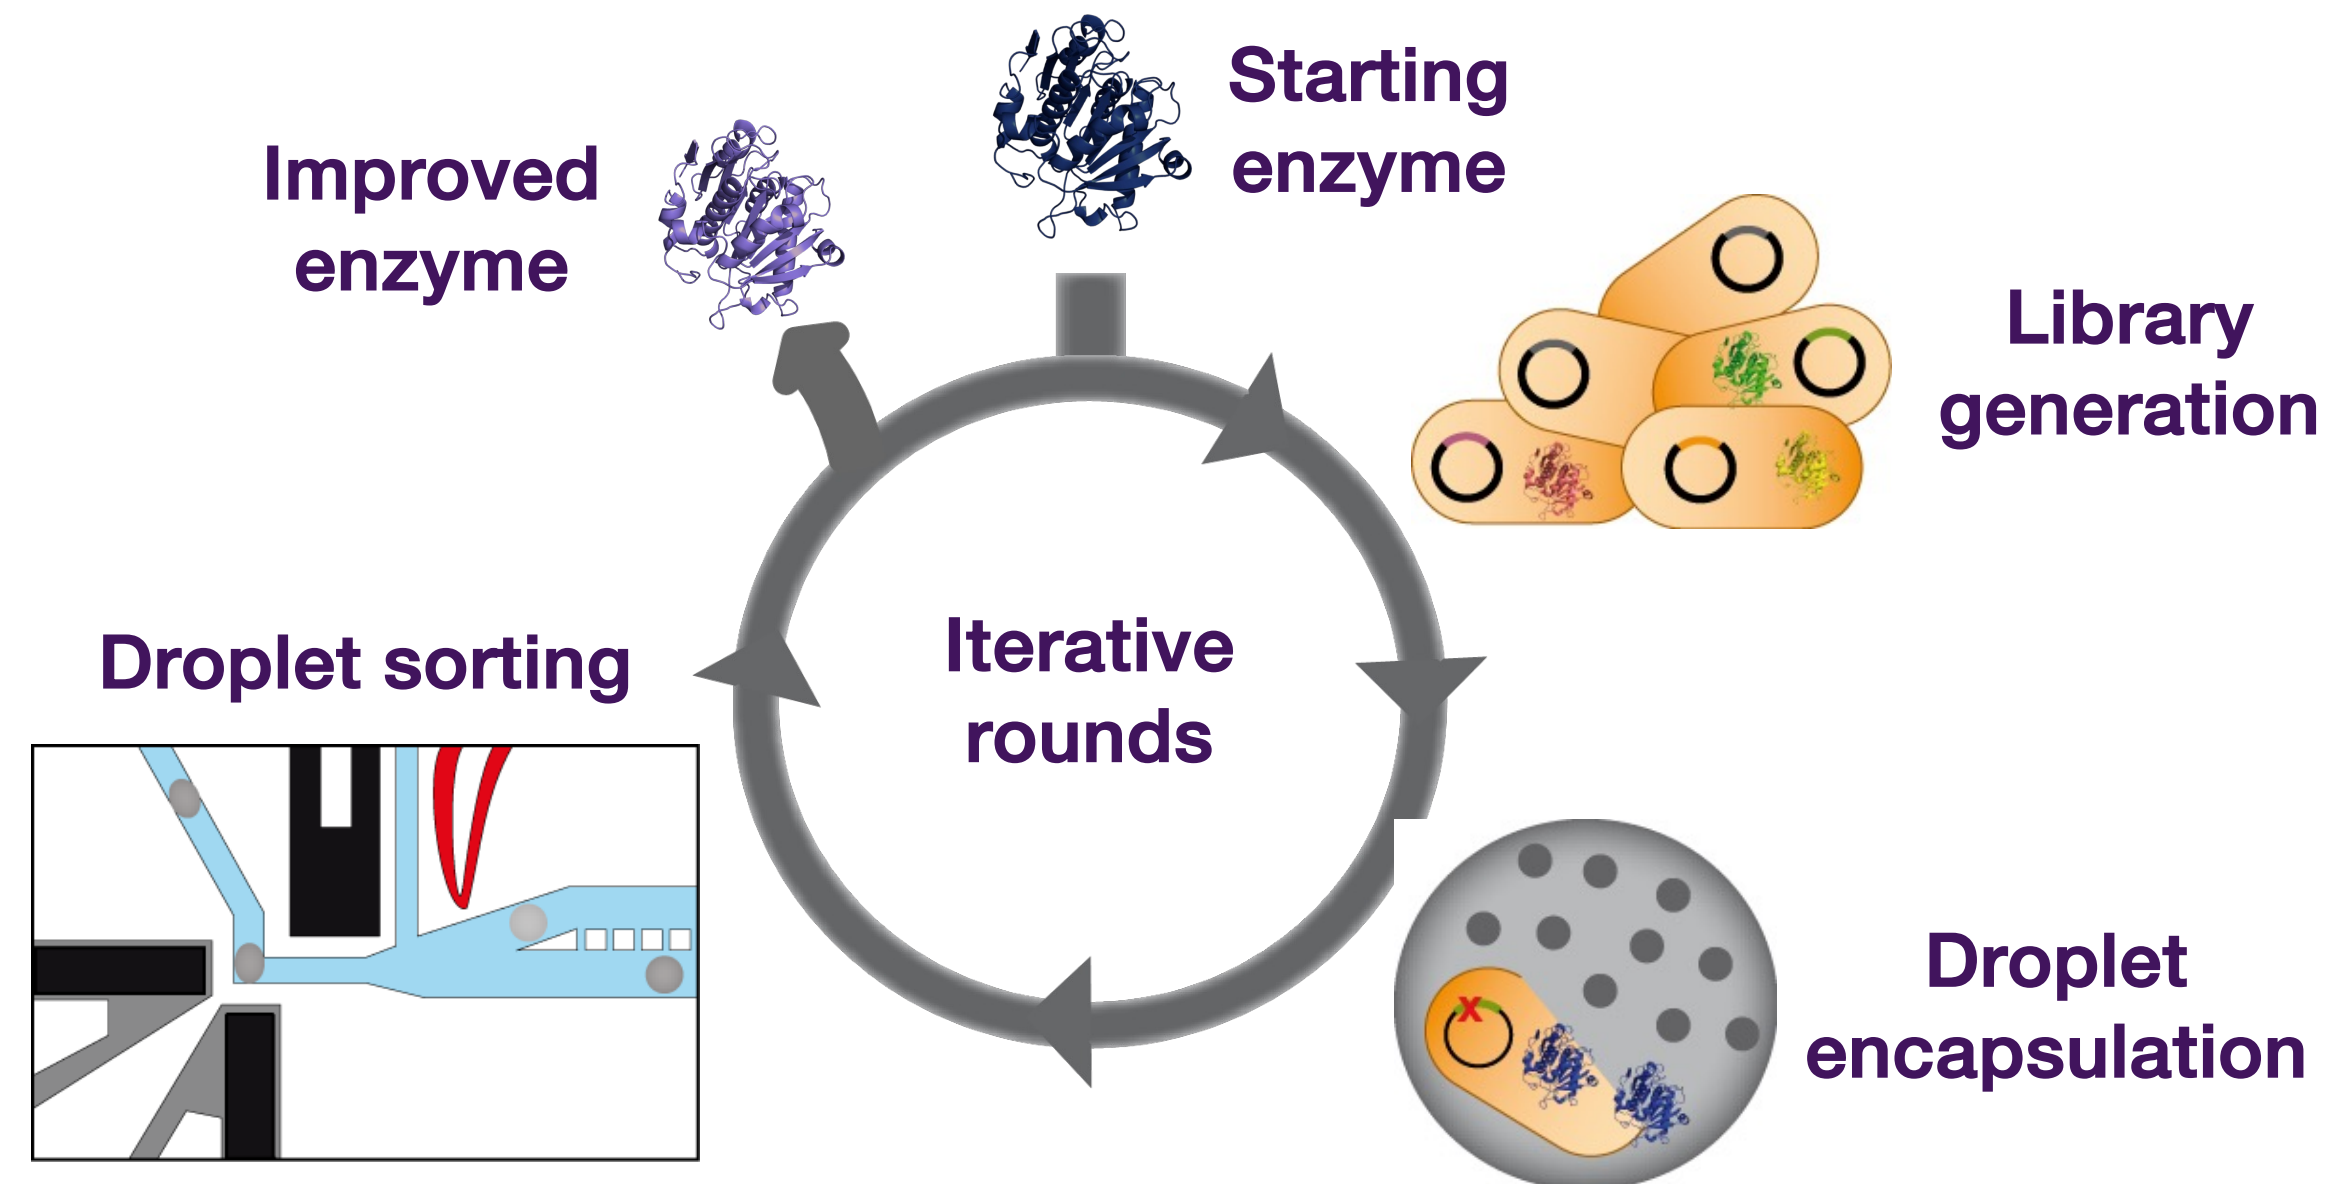 Starting
enzyme
Improved
enzyme
Library
generation
Iterative
rounds
Droplet sorting
Droplet
encapsulation
X